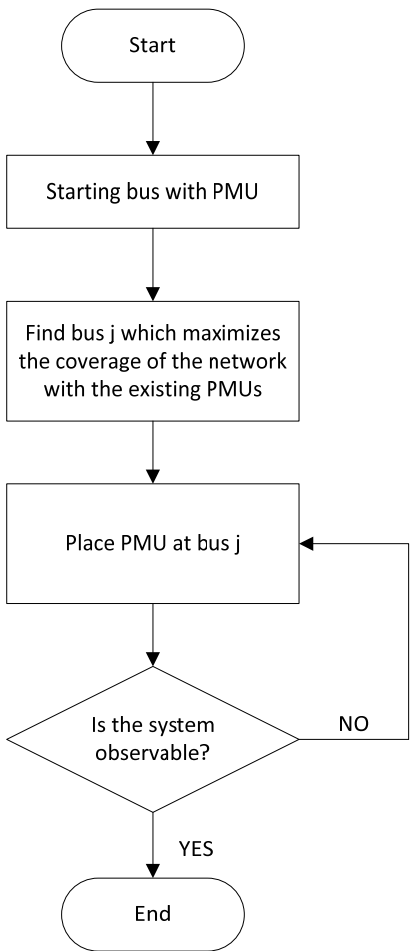 Start
Starting bus with PMU
Find bus j which maximizes
the coverage of the network
with the existing PMUs
Place PMU at bus j
Is the system
observable?
NO
YES
End